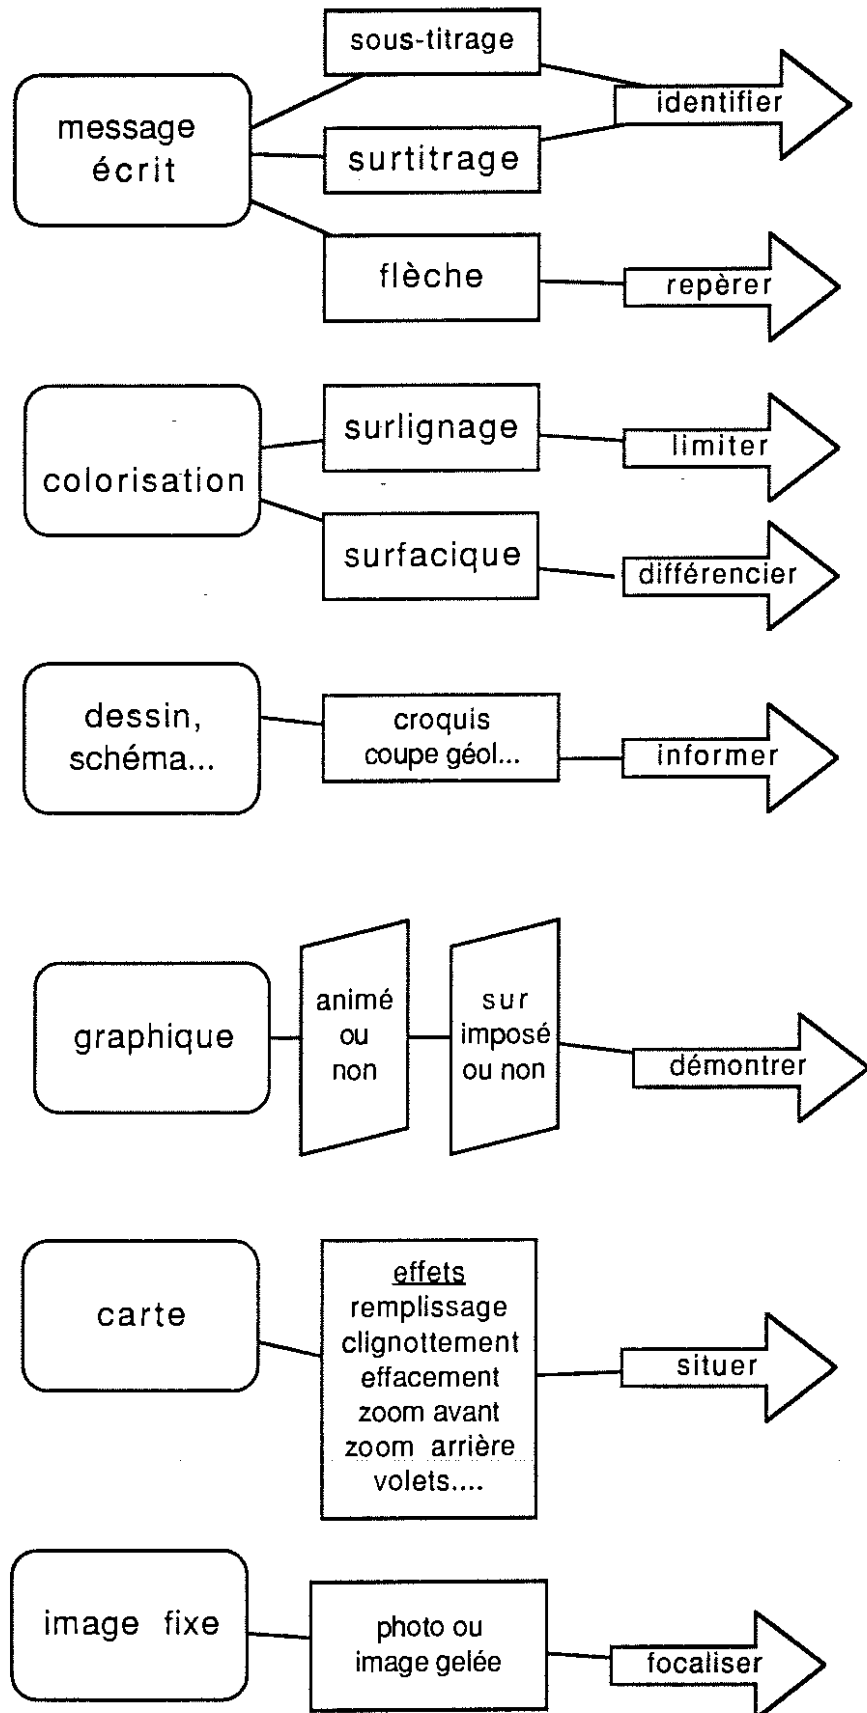 sous-titrage
identifier
message
écrit
surtitrage
flèche
repèrer
surlignage
limiter
colorisation
surfacique
différencier
dessin,
schéma...
croquis
coupe géol...
informer
graphique
animé
ou
non
sur
imposé
ou non
démontrer
carte
effets
remplissage
clignottement
effacement
zoom avant
zoom arrière
volets....
situer
image fixe
photo ou
image gelée
focaliser